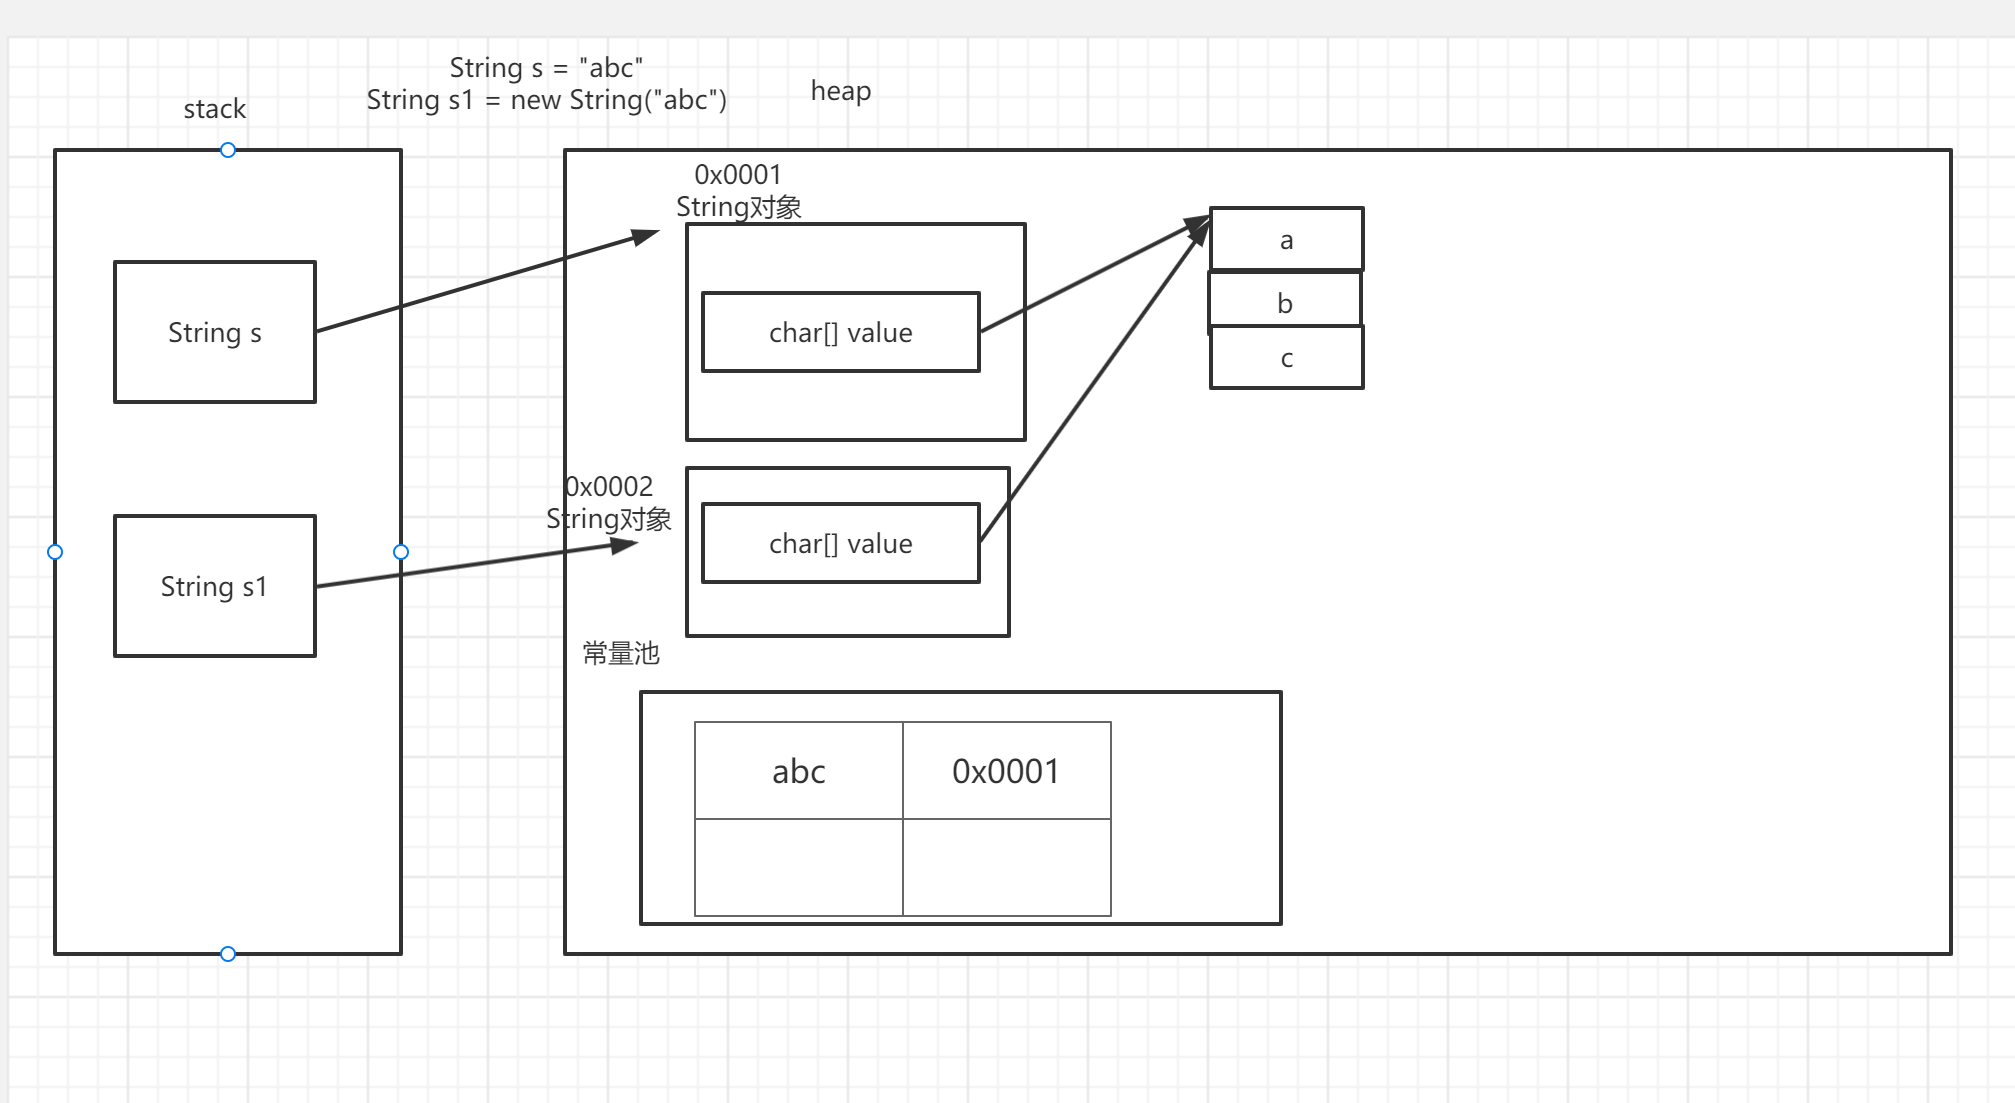 String s = "abc"
String s1 = new String("abc")
heap
stack
0x0001
String对象
a
String s
char[] value
b
c
0x0002
String对象
char[] value
String s1
常量池
abc
0x0001